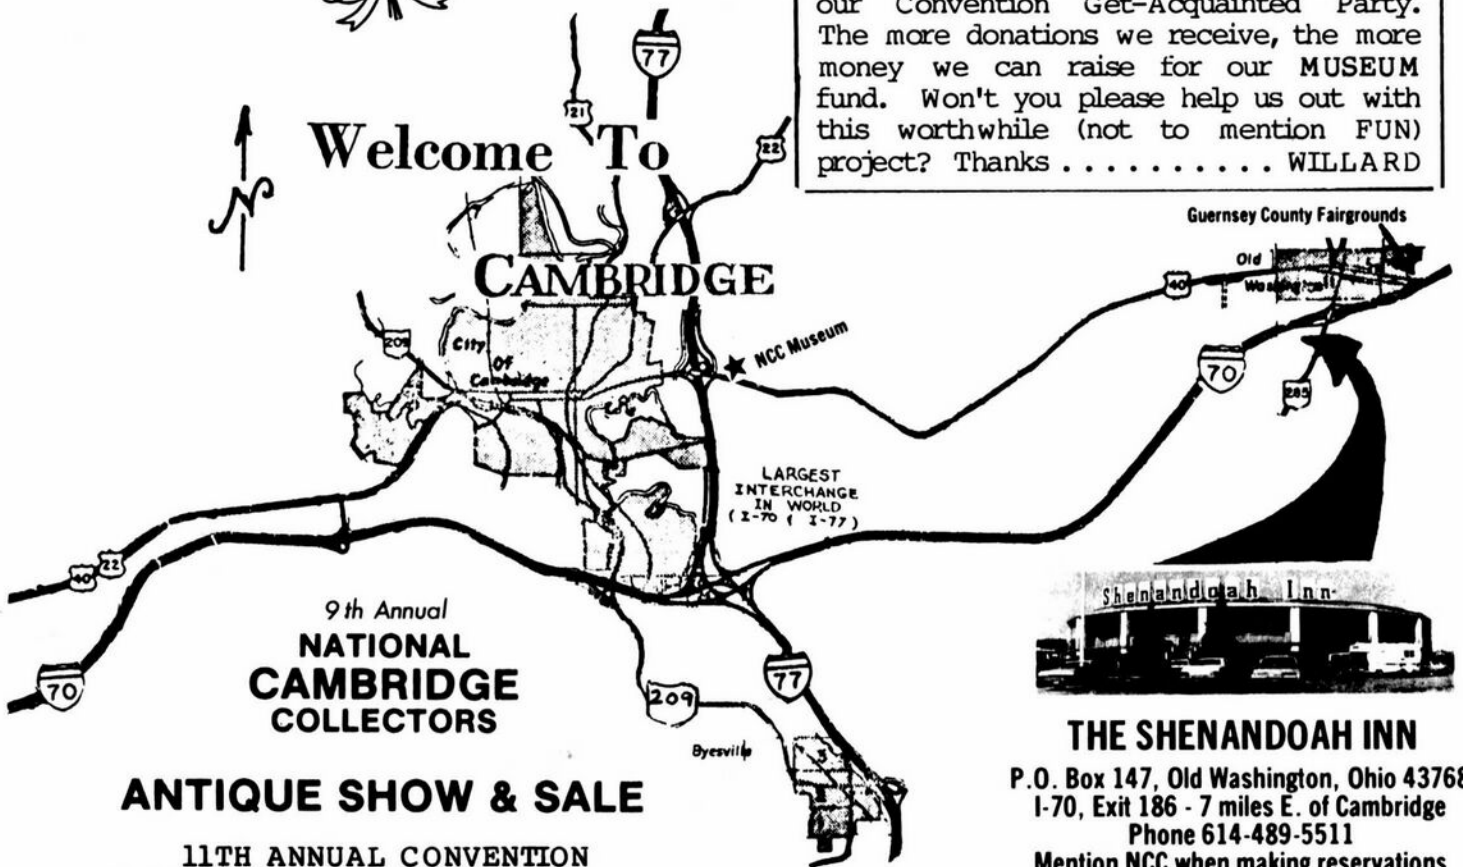 our Convention Get-Acquainted Party.
The more donations we receive, the more
money we can raise for our MUSEUM
fund. Won't you please help us out with
this worthwhile (not to mention FUN)
project? Thanks .......... WILLARD
77
21
22
N
Welcome To
CAMBRIDGE
Guernsey County Fairgrounds
Old
Washington
40
209
City
Of
Cambridge
NCC Museum
70
285
LARGEST
INTERCHANGE
IN WORLD
(I-70 & I-77)
40
22
70
209
77
Byesville
9th Annual
NATIONAL
CAMBRIDGE
COLLECTORS
ANTIQUE SHOW & SALE
11TH ANNUAL CONVENTION
Shenandoah Inn
THE SHENANDOAH INN
P.O. Box 147, Old Washington, Ohio 43768
I-70, Exit 186 - 7 miles E. of Cambridge
Phone 614-489-5511
Mention NCC when making reservations